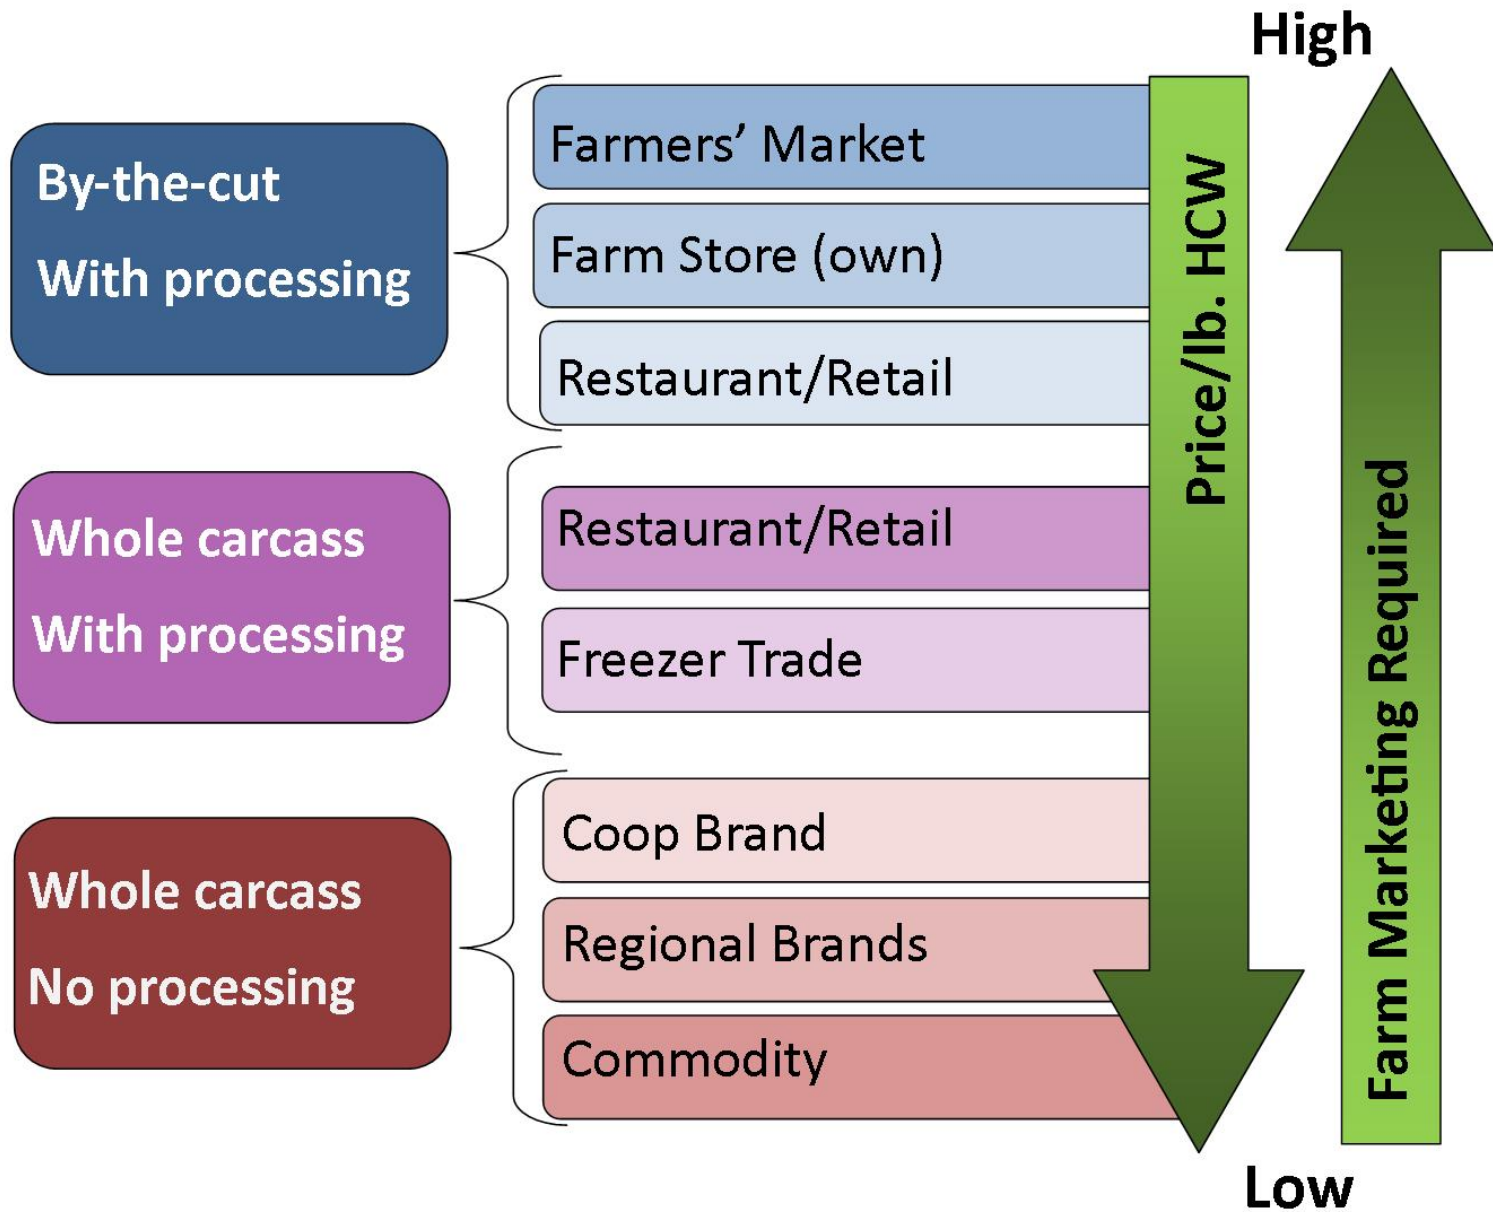 High
By-the-cut
With processing
Farmers’ Market
Farm Store (own)
Restaurant/Retail
Whole carcass
With processing
Restaurant/Retail
Freezer Trade
Whole carcass
No processing
Coop Brand
Regional Brands
Commodity
Price/lb. HCW
Farm Marketing Required
Low